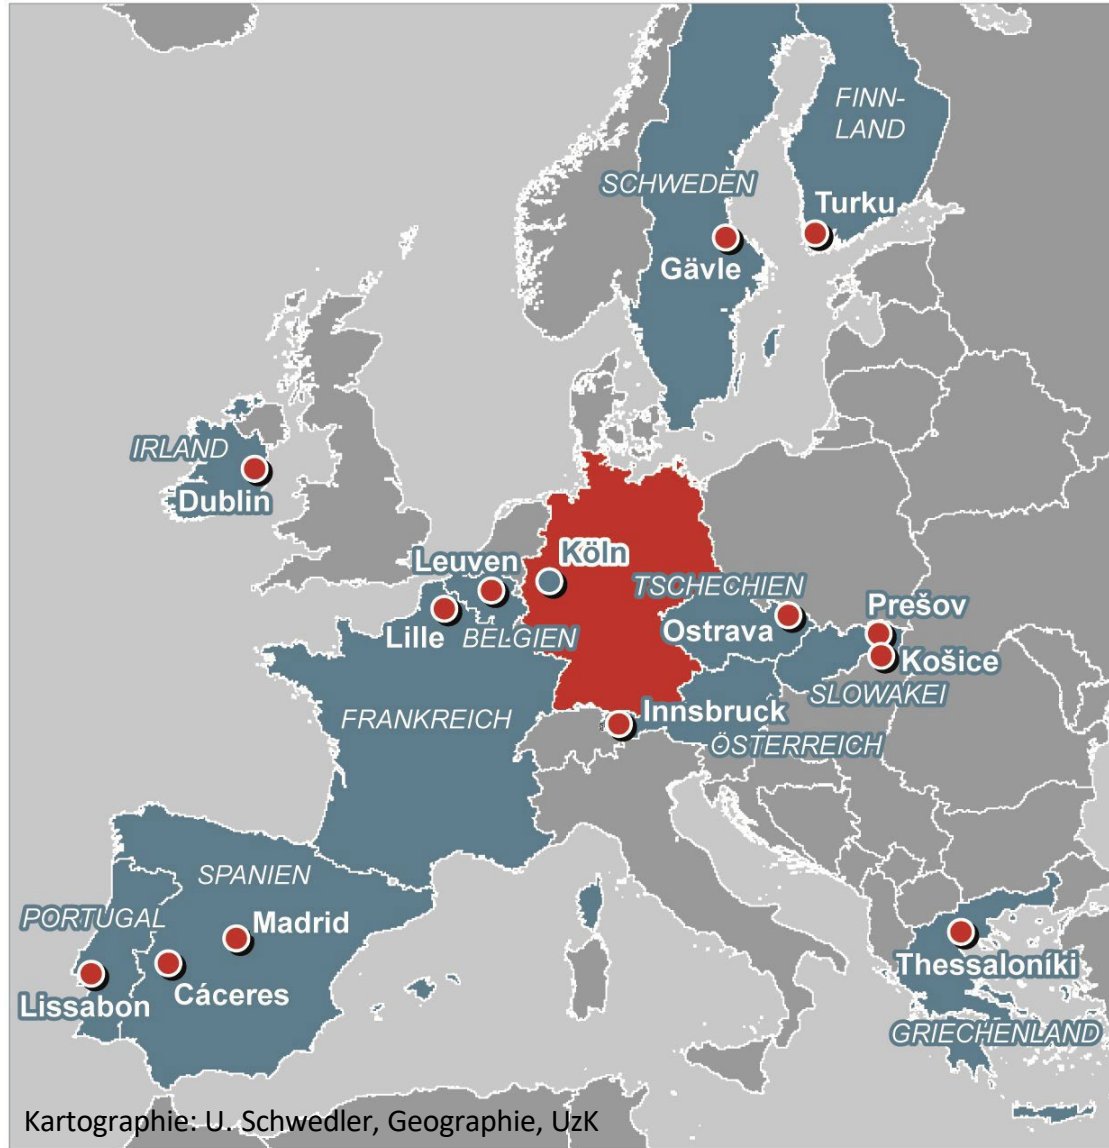 FINN-
LAND
SCHWEDEN
Turku
Gävle
IRLAND
Dublin
Leuven
Köln
TSCHECHIEN
Prešov
Lille
BELGIEN
Ostrava
Košice
SLOWAKEI
FRANKREICH
Innsbruck
ÖSTERREICH
SPANIEN
PORTUGAL
Madrid
Thessaloníki
Lissabon
Cáceres
GRIECHENLAND
Kartographie: U. Schwedler, Geographie, UzK